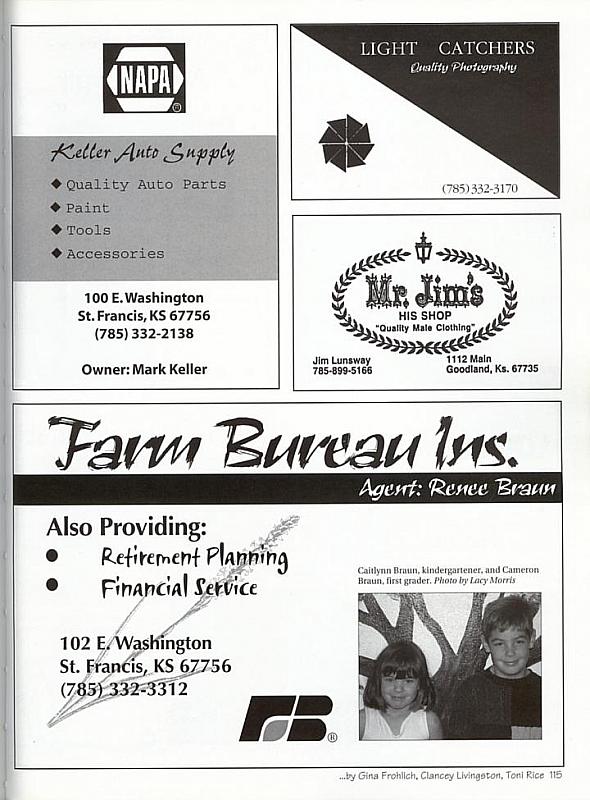 NAPA
®
Keller Auto Supply
◆ Quality Auto Parts
◆ Paint
◆ Tools
◆ Accessories
100 E. Washington
St. Francis, KS 67756
(785) 332-2138
Owner: Mark Keller
LIGHT CATCHERS
Quality Photography
(785) 332-3170
Mr. Jim's
HIS SHOP
"Quality Male Clothing"
Jim Lunsway
785-899-5166
1112 Main
Goodland, Ks. 67735
Farm Bureau Ins.
Agent: Renee Braun
Also Providing:
● Retirement Planning
● Financial Service
102 E. Washington
St. Francis, KS 67756
(785) 332-3312
FB®
Caitlynn Braun, kindergartener, and Cameron
Braun, first grader. Photo by Lacy Morris
...by Gina Frohlich, Clancey Livingston, Toni Rice 115